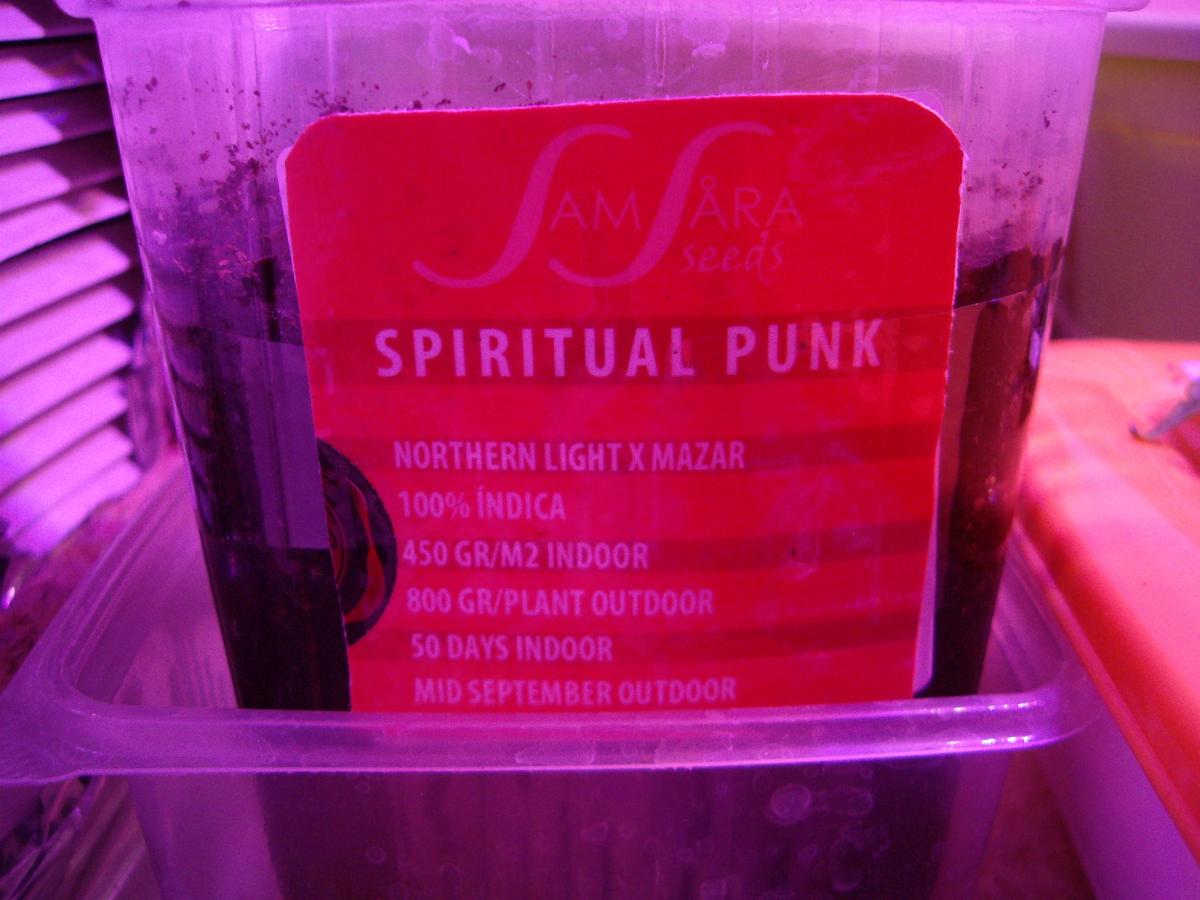 SAMSÅRA
seeds
SPIRITUAL PUNK
NORTHERN LIGHT X MAZAR
100% ÍNDICA
450 GR/M2 INDOOR
800 GR/PLANT OUTDOOR
50 DAYS INDOOR
MID SEPTEMBER OUTDOOR